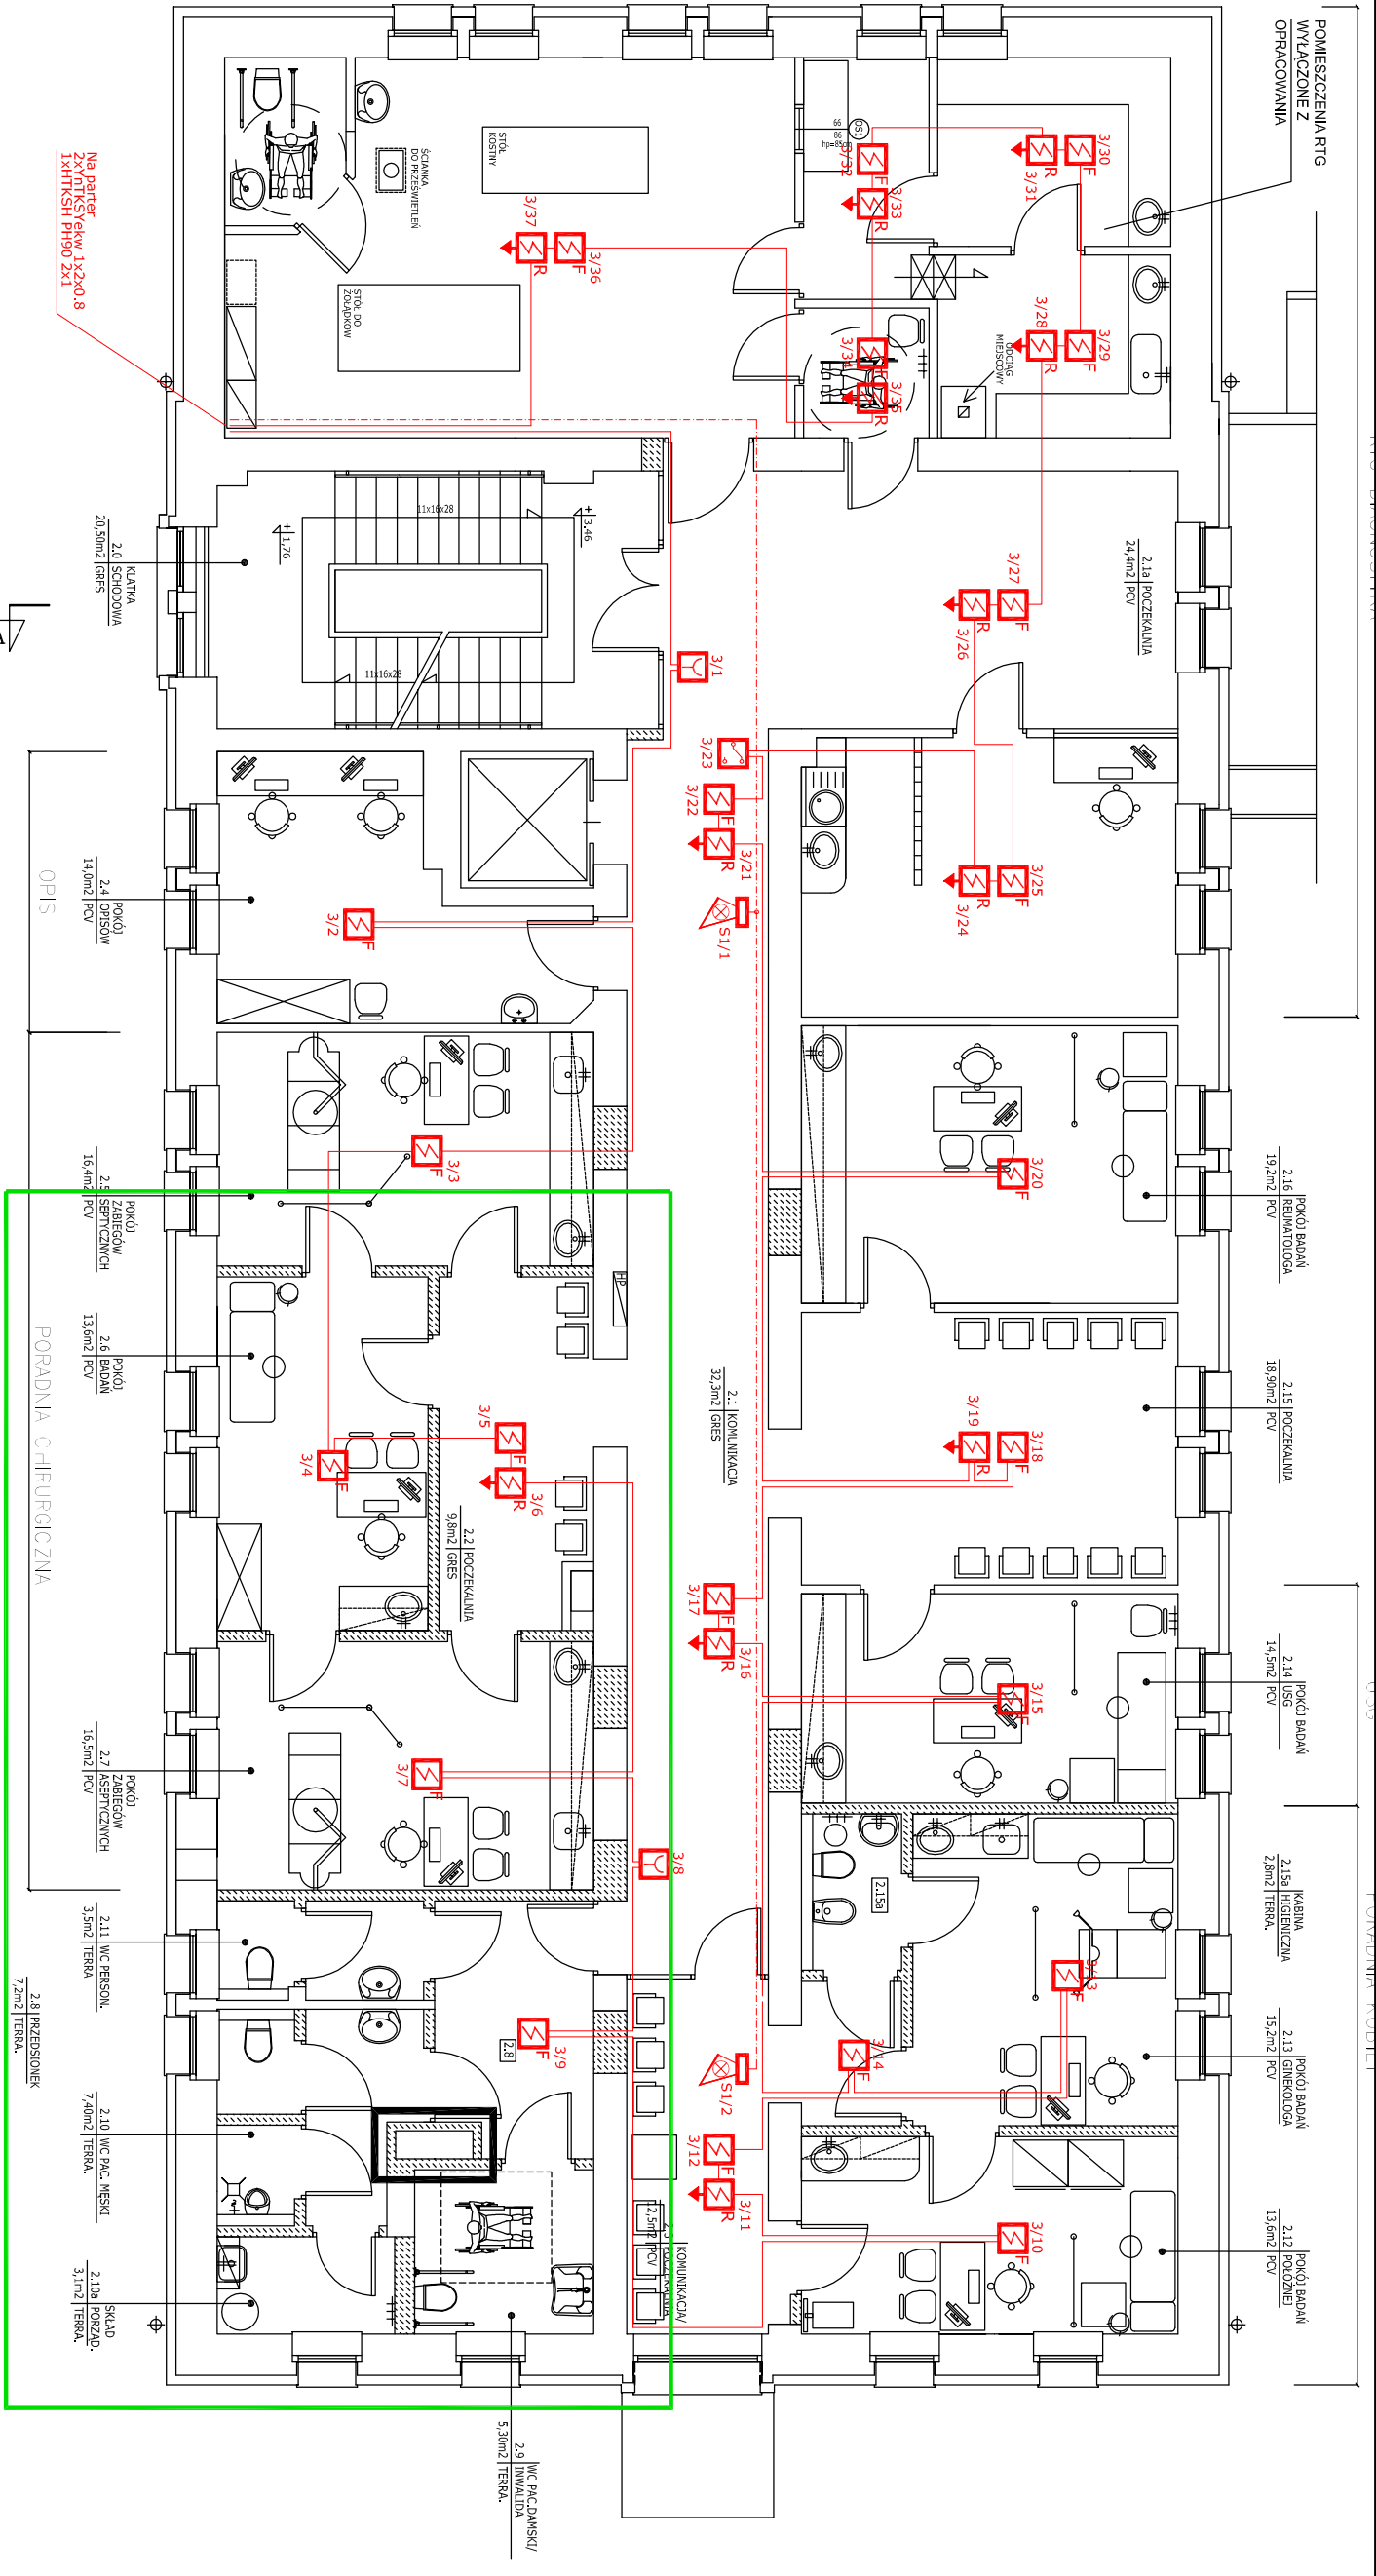 POMIESZCZENIA RTG
WYŁĄCZONE Z
OPRACOWANIA
Na parter
2xYnTKSYekw 1x2x0.8
1xHTKSH PH90 2x1
STÓŁ
KOSTNY
ŚCIANKA
DO PRZEŚWIETLEŃ
STÓŁ DO
ŻOŁĄDKÓW
DS1
66
86
ODCIĄG
MIEJSCOWY
3/30
F
3/31
R
3/32
F
3/33
R
3/29
F
3/28
R
3/35
R
3/37
R
3/36
F
3/27
F
3/26
R
2.1a POCZEKALNIA
24,4m2 PCV
+3.46
+1,76
11x16x28
11x16x28
KLATKA
2.0 SCHODOWA
20,50m2 GRES
3/1
3/23
3/22
F
3/21
R
S1/1
3/25
F
3/24
R
3/2
F
POKÓJ
2.4 OPISÓW
14,0m2 PCV
OPIS
3/3
F
3/20
F
POKÓJ BADAŃ
2.16 REUMATOLOGA
19,2m2 PCV
POKÓJ
ZABIEGÓW
SEPTYCZNYCH
16,4m2 PCV
HP
POKÓJ
2.6 BADAŃ
13,6m2 PCV
PORADNIA CHIRURGICZNA
2.1 KOMUNIKACJA
32,3m2 GRES
2.15 POCZEKALNIA
18,90m2 PCV
3/19
R
3/18
F
3/5
F
3/4
F
3/6
R
2.2 POCZEKALNIA
9,8m2 GRES
3/17
F
3/16
R
3/15
F
POKÓJ BADAŃ
2.14 USG
14,5m2 PCV
3/7
F
POKÓJ
ZABIEGÓW
2.7 ASEPTYCZNYCH
16,5m2 PCV
3/8
2.15a
KABINA
2.15a HIGIENICZNA
2,8m2 TERRA.
2.11 WC PERSON.
3,5m2 TERRA.
F
3/14
F
3/9
F
2.8
2.8 PRZEDSIONEK
7,2m2 TERRA.
S1/2
POKÓJ BADAŃ
2.13 GINEKOLOGA
15,2m2 PCV
2.10 WC PAC. MĘSKI
7,40m2 TERRA.
3/12
F
3/11
R
3/10
F
POKÓJ BADAŃ
2.12 POŁOŻNEJ
13,6m2 PCV
KOMUNIKACJA/
SKŁAD
2.10a PORZĄD.
3,1m2 TERRA.
WC PAC.DAMSKI/
2.9 INWALIDA
5,30m2 TERRA.